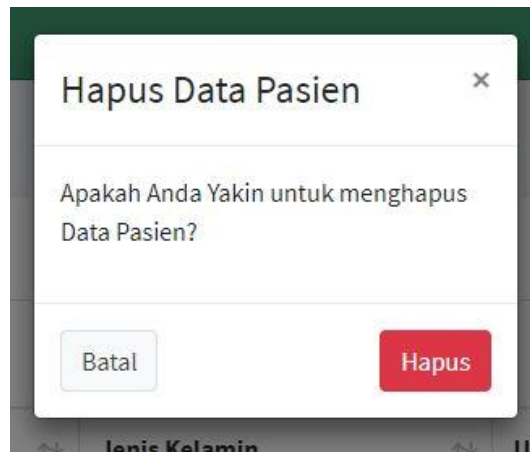 Hapus Data Pasien ×
Apakah Anda Yakin untuk menghapus
Data Pasien?
Batal Hapus
Jenis Kelamin U